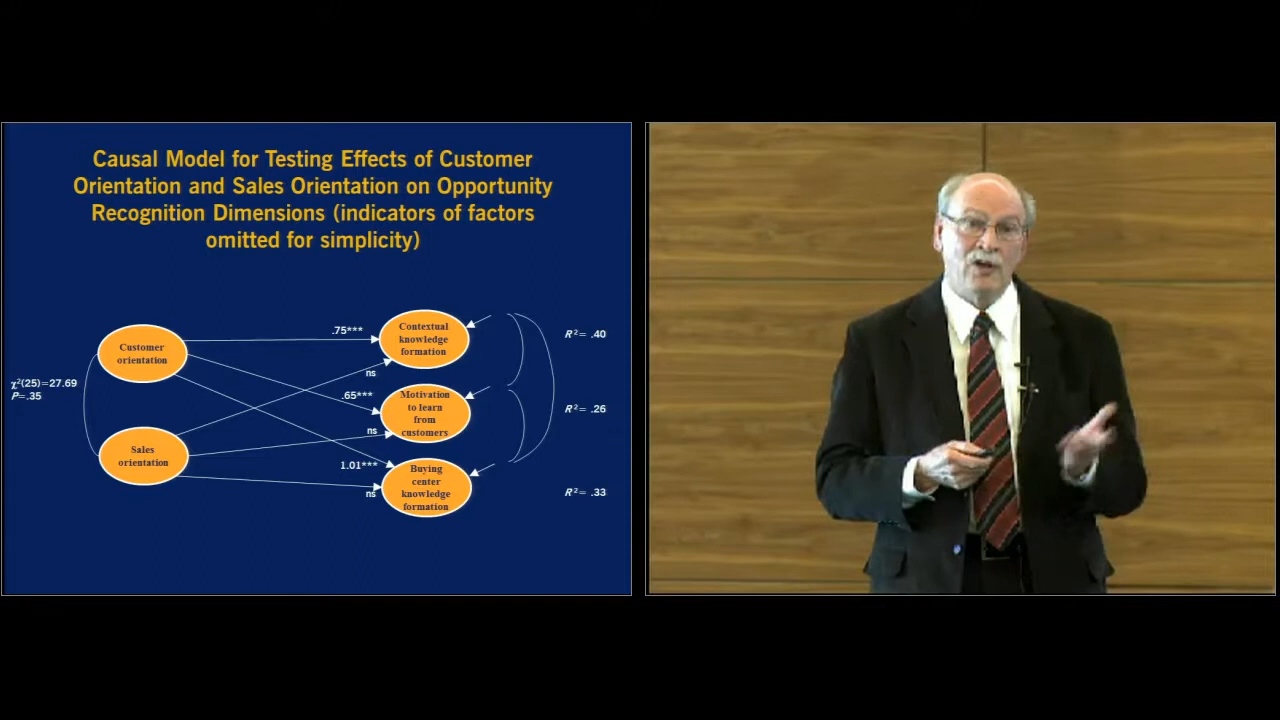 Causal Model for Testing Effects of Customer
Orientation and Sales Orientation on Opportunity
Recognition Dimensions (indicators of factors
omitted for simplicity)
Customer
orientation
Sales
orientation
χ²(25)=27.69
P=.35
.75***
ns
.65***
ns
1.01***
ns
Contextual
knowledge
formation
Motivation
to learn
from
customers
Buying
center
knowledge
formation
R²= .40
R²= .26
R²= .33